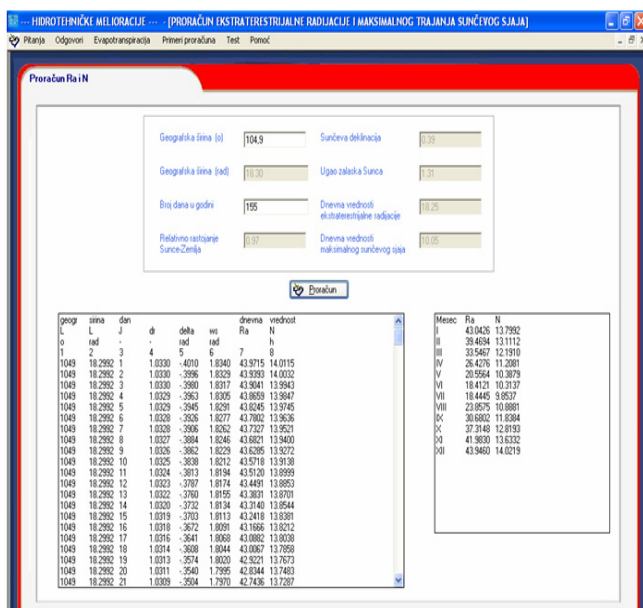 --- HIDROTEHNIČKE MELIORACIJE --- - [PRORAČUN EKSTRATERESTRIJALNE RADIJACIJE I MAKSIMALNOG TRAJANJA SUNČEVOG SJAJA]
Pitanja Odgovori Evapotranspiracija Primeri proračuna Test Pomoć
Proračun Ra i N
Geografska širina (o) 104,9 Sunčeva deklinacija 0.39
Geografska širina (rad) 18.30 Ugao zalaska Sunca 1.31
Broj dana u godini 155 Dnevna vrednosti
ekstraterestrijalne radijacije 18.25
Relativno rastojanje
Sunce-Zemlja 0.97 Dnevna vrednosti
maksimalnog sunčevog sjaja 10.05
Proračun
geogr sirina dan dnevna vrednost
L L J dr delta ws Ra N
o rad - - rad rad h
1 2 3 4 5 6 7 8
1049 18.2992 1 1.0330 -.4010 1.8340 43.9715 14.0115
1049 18.2992 2 1.0330 -.3996 1.8329 43.9393 14.0032
1049 18.2992 3 1.0330 -.3980 1.8317 43.9041 13.9943
1049 18.2992 4 1.0329 -.3963 1.8305 43.8659 13.9847
1049 18.2992 5 1.0329 -.3945 1.8291 43.8245 13.9745
1049 18.2992 6 1.0328 -.3926 1.8277 43.7802 13.9636
1049 18.2992 7 1.0328 -.3906 1.8262 43.7327 13.9521
1049 18.2992 8 1.0327 -.3884 1.8246 43.6821 13.9400
1049 18.2992 9 1.0326 -.3862 1.8229 43.6285 13.9272
1049 18.2992 10 1.0325 -.3838 1.8212 43.5718 13.9138
1049 18.2992 11 1.0324 -.3813 1.8194 43.5120 13.8999
1049 18.2992 12 1.0323 -.3787 1.8174 43.4491 13.8853
1049 18.2992 13 1.0322 -.3760 1.8155 43.3831 13.8701
1049 18.2992 14 1.0320 -.3732 1.8134 43.3140 13.8544
1049 18.2992 15 1.0319 -.3703 1.8113 43.2418 13.8381
1049 18.2992 16 1.0318 -.3672 1.8091 43.1666 13.8212
1049 18.2992 17 1.0316 -.3641 1.8068 43.0882 13.8038
1049 18.2992 18 1.0314 -.3608 1.8044 43.0067 13.7858
1049 18.2992 19 1.0313 -.3574 1.8020 42.9221 13.7673
1049 18.2992 20 1.0311 -.3540 1.7995 42.8344 13.7483
1049 18.2992 21 1.0309 -.3504 1.7970 42.7436 13.7287
Mesec Ra N
I 43.0426 13.7992
II 39.4694 13.1112
III 33.5467 12.1910
IV 26.4276 11.2081
V 20.5564 10.3879
VI 18.4121 10.3137
VII 18.4445 9.8537
VIII 23.8575 10.8881
IX 30.6802 11.8384
X 37.3148 12.8193
XI 41.9830 13.6332
XII 43.9460 14.0219